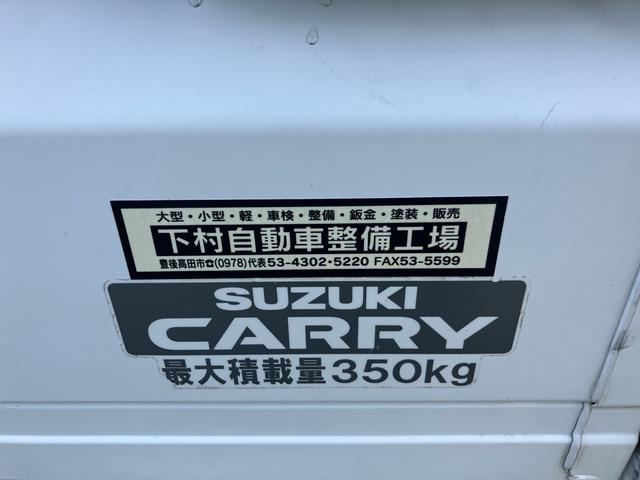 大型・小型・軽・車検・整備・鈑金・塗装・販売
下村自動車整備工場
豊後高田市☎(0978)代表53-4302・5220 FAX53-5599
SUZUKI
CARRY
最大積載量350kg